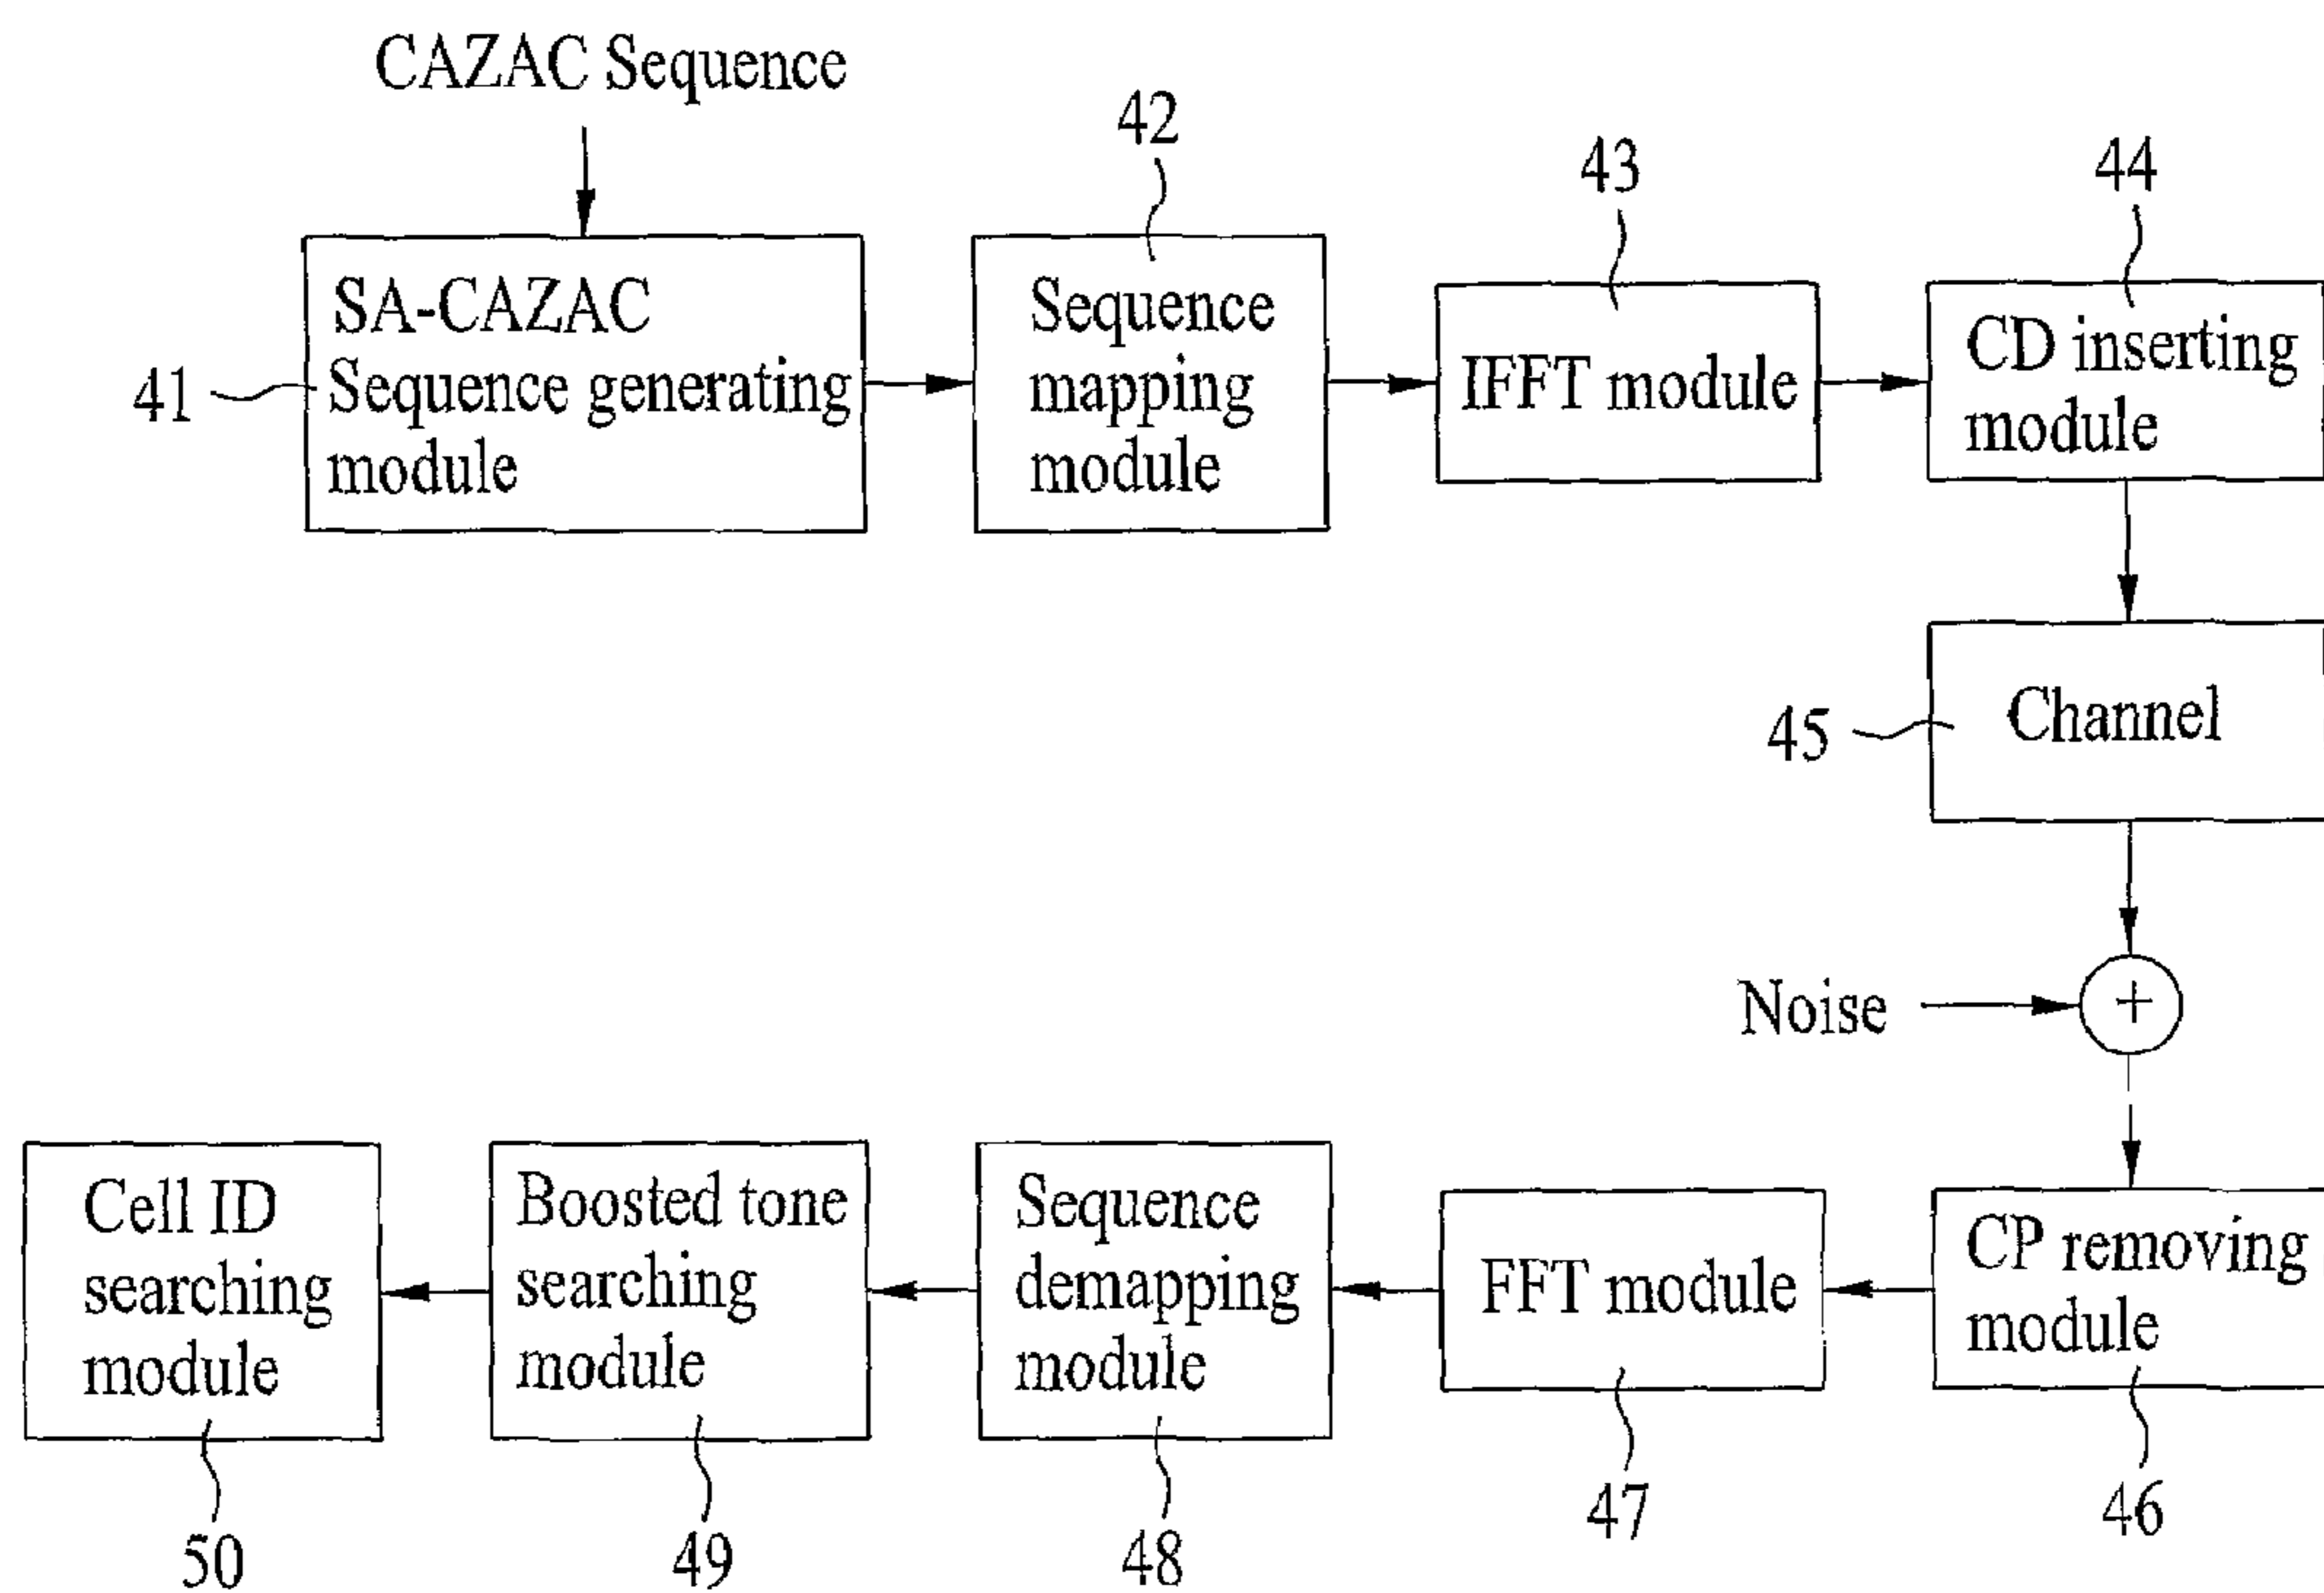 CAZAC Sequence
42
43
44
SA-CAZAC
Sequence generating
module
41
Sequence
mapping
module
IFFT module
CD inserting
module
45
Channel
Noise
+
Cell ID
searching
module
Boosted tone
searching
module
Sequence
demapping
module
FFT module
CP removing
module
50
49
48
47
46